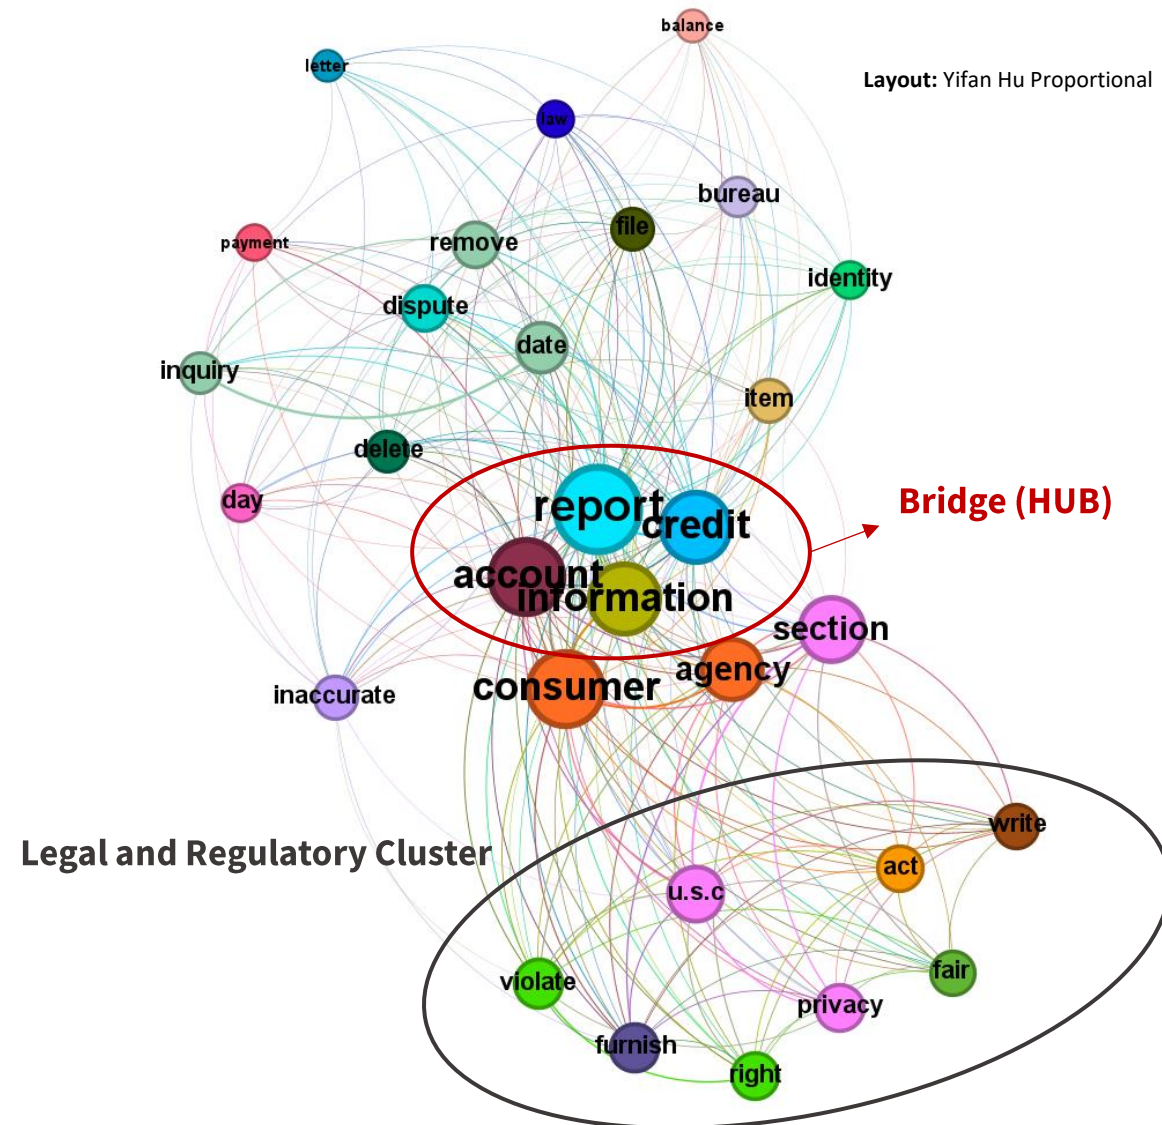 balance
letter
Layout: Yifan Hu Proportional
law
bureau
file
remove
payment
identity
dispute
date
inquiry
item
delete
day
report
Bridge (HUB)
credit
account
information
section
agency
consumer
inaccurate
write
Legal and Regulatory Cluster
act
u.s.c
fair
violate
privacy
furnish
right